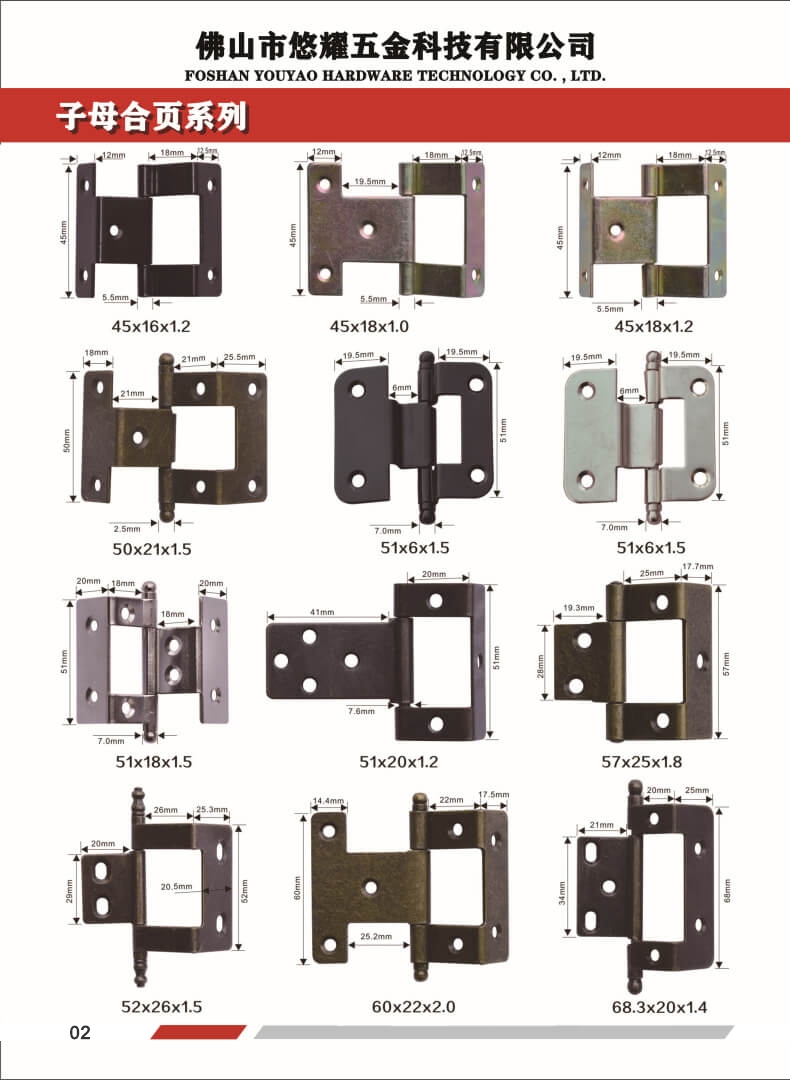 佛山市悠耀五金科技有限公司
FOSHAN YOUYAO HARDWARE TECHNOLOGY CO. , LTD.
子母合页系列
12mm 18mm 12.5mm
45mm
5.5mm
45x16x1.2
12mm 18mm 12.5mm
19.5mm
45mm
5.5mm
45x18x1.0
12mm 18mm 12.5mm
45mm
5.5mm
45x18x1.2
18mm 21mm 25.5mm
21mm
50mm
2.5mm
50x21x1.5
19.5mm 19.5mm
6mm
51mm
7.0mm
51x6x1.5
19.5mm 19.5mm
6mm
51mm
7.0mm
51x6x1.5
20mm 18mm 20mm
18mm
51mm
7.0mm
51x18x1.5
20mm
41mm
51mm
7.6mm
51x20x1.2
17.7mm
25mm
19.3mm
28mm
57mm
57x25x1.8
26mm 25.3mm
20mm
29mm
20.5mm
52mm
52x26x1.5
14.4mm 22mm 17.5mm
60mm
25.2mm
60x22x2.0
20mm 25mm
21mm
34mm
68mm
68.3x20x1.4
02